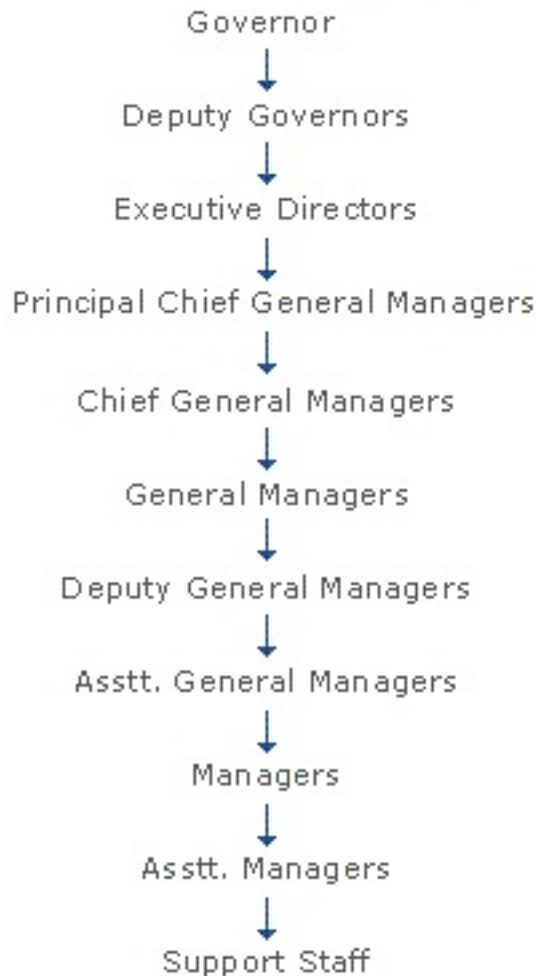 Governor
Deputy Governors
Executive Directors
Principal Chief General Managers
Chief General Managers
General Managers
Deputy General Managers
Asstt. General Managers
Managers
Asstt. Managers
Support Staff